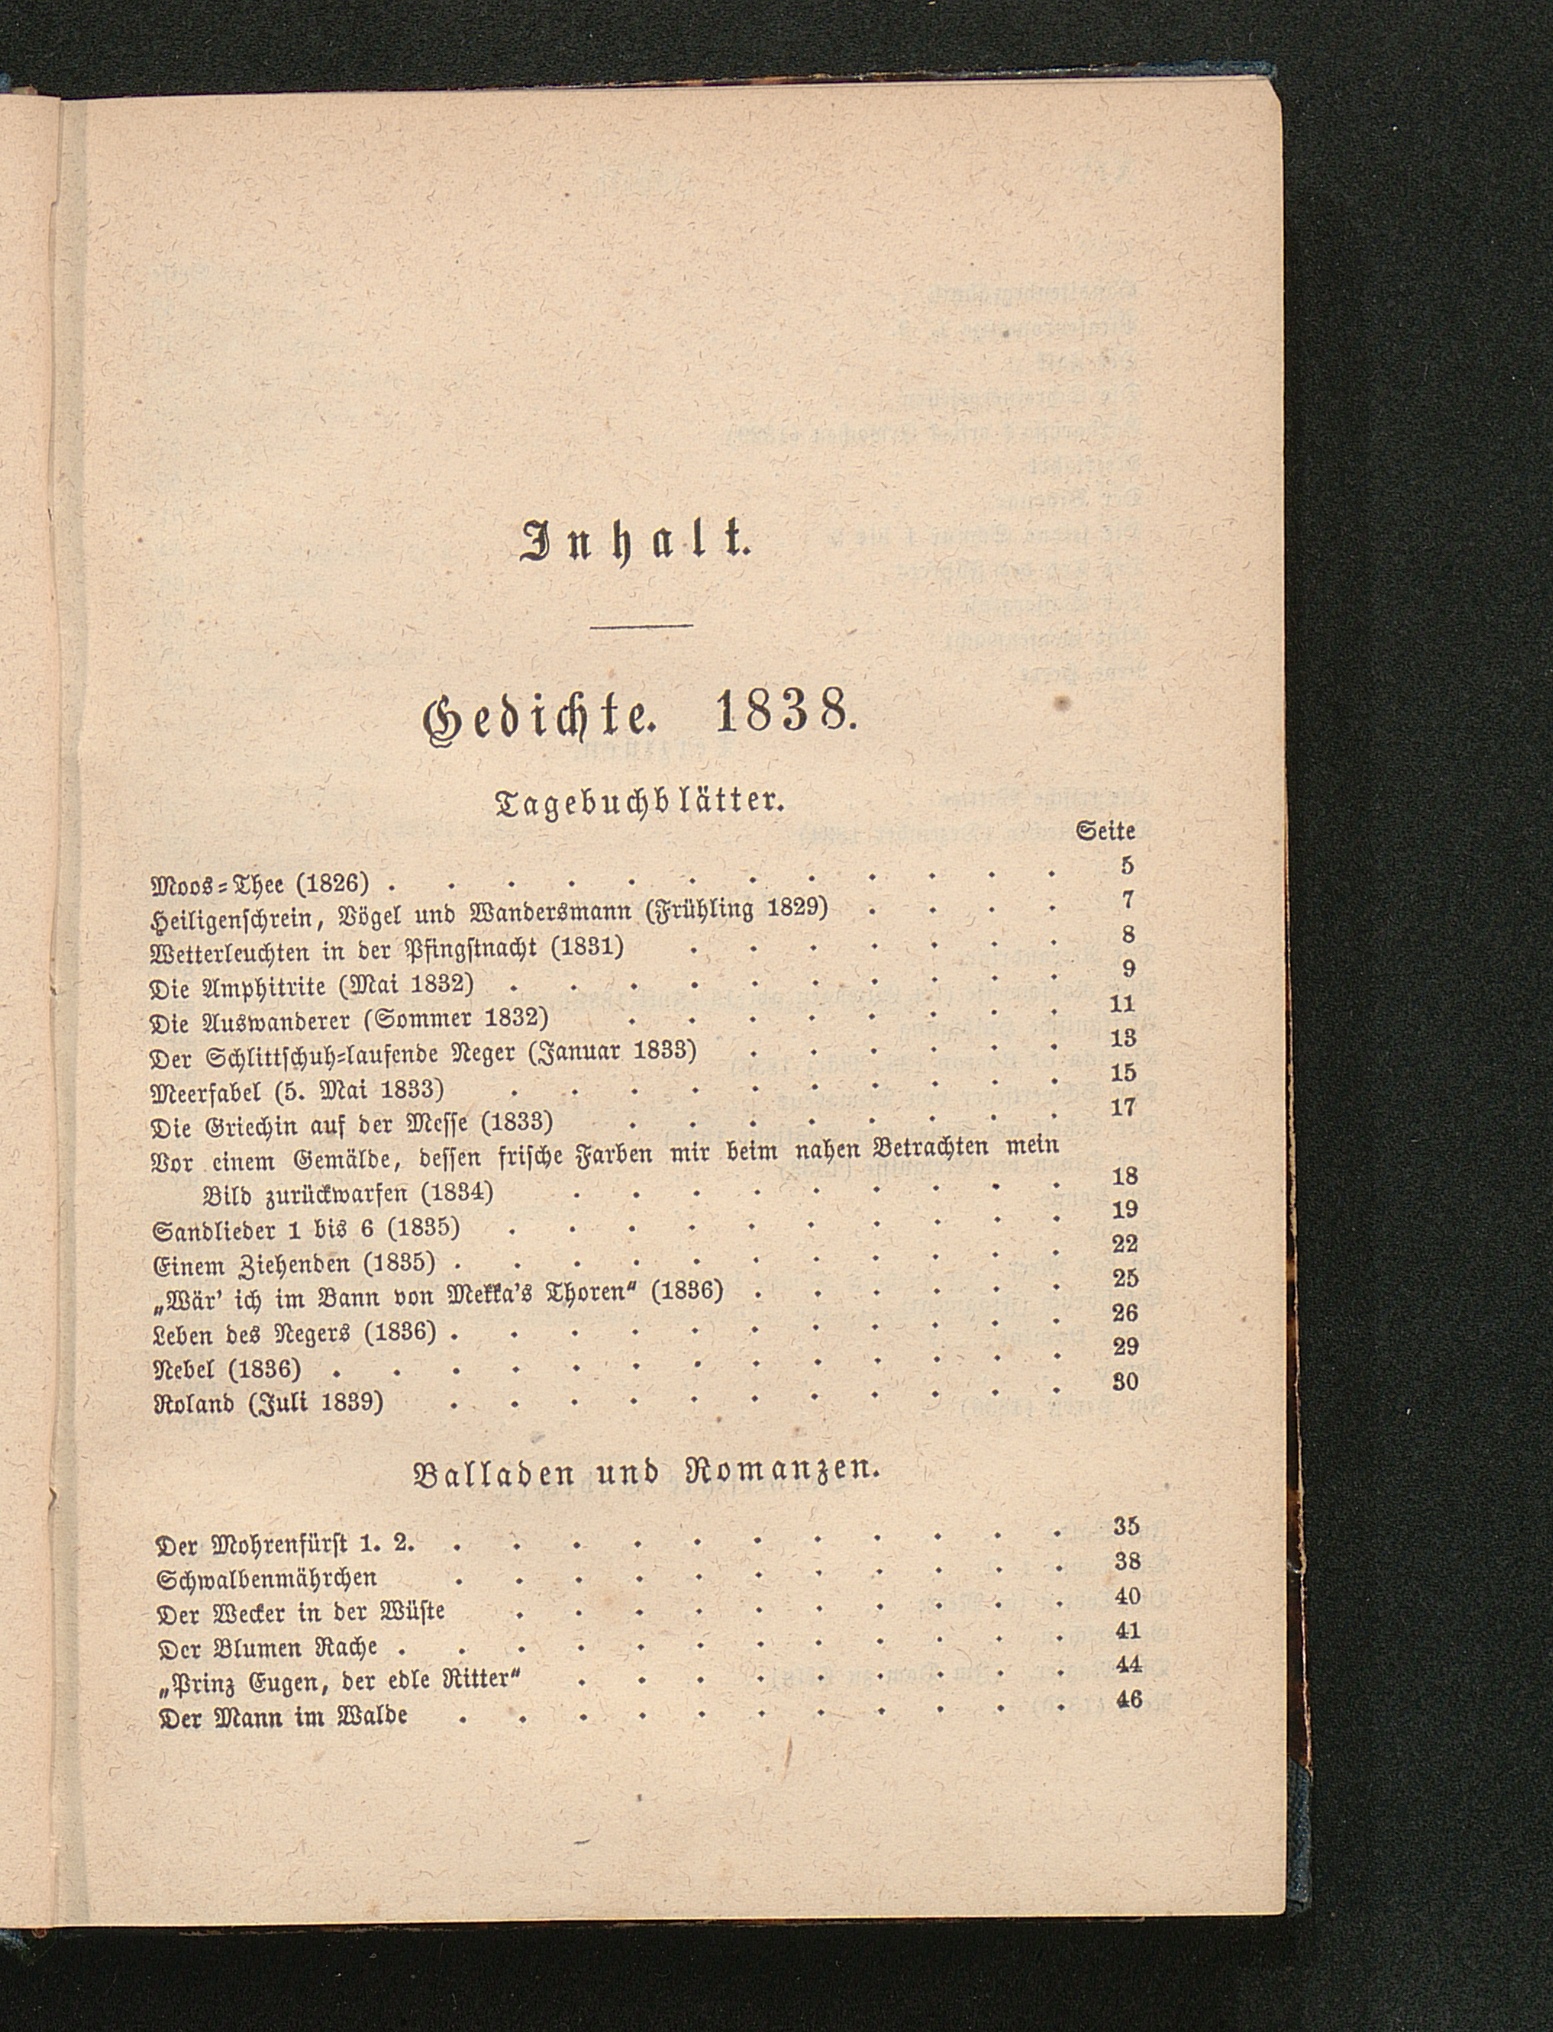 Inhalt.
Gedichte. 1838.
Tagebuchblätter.
Seite
Moos-Thee (1826) . . . . . . . . . . . . 5
Heiligenschrein, Vögel und Wandersmann (Frühling 1829) . . . . 7
Wetterleuchten in der Pfingstnacht (1831) . . . . . . . 8
Die Amphitrite (Mai 1832) . . . . . . . . . . 9
Die Auswanderer (Sommer 1832) . . . . . . . . 11
Der Schlittschuh-laufende Neger (Januar 1833) . . . . . . 13
Meerfabel (5. Mai 1833) . . . . . . . . . . 15
Die Griechin auf der Messe (1833) . . . . . . . . 17
Vor einem Gemälde, dessen frische Farben mir beim nahen Betrachten mein
Bild zurückwarfen (1834) . . . . . . . . . 18
Sandlieder 1 bis 6 (1835) . . . . . . . . . . 19
Einem Ziehenden (1835) . . . . . . . . . . . 22
„Wär' ich im Bann von Mekka's Thoren“ (1836) . . . . . . 25
Leben des Negers (1836) . . . . . . . . . . . 26
Nebel (1836) . . . . . . . . . . . . . 29
Roland (Juli 1839) . . . . . . . . . . . 30
Balladen und Romanzen.
Der Mohrenfürst 1. 2. . . . . . . . . . . . 35
Schwalbenmährchen . . . . . . . . . . . 38
Der Wecker in der Wüste . . . . . . . . . . 40
Der Blumen Rache . . . . . . . . . . . . 41
„Prinz Eugen, der edle Ritter“ . . . . . . . . . 44
Der Mann im Walde . . . . . . . . . . . 46